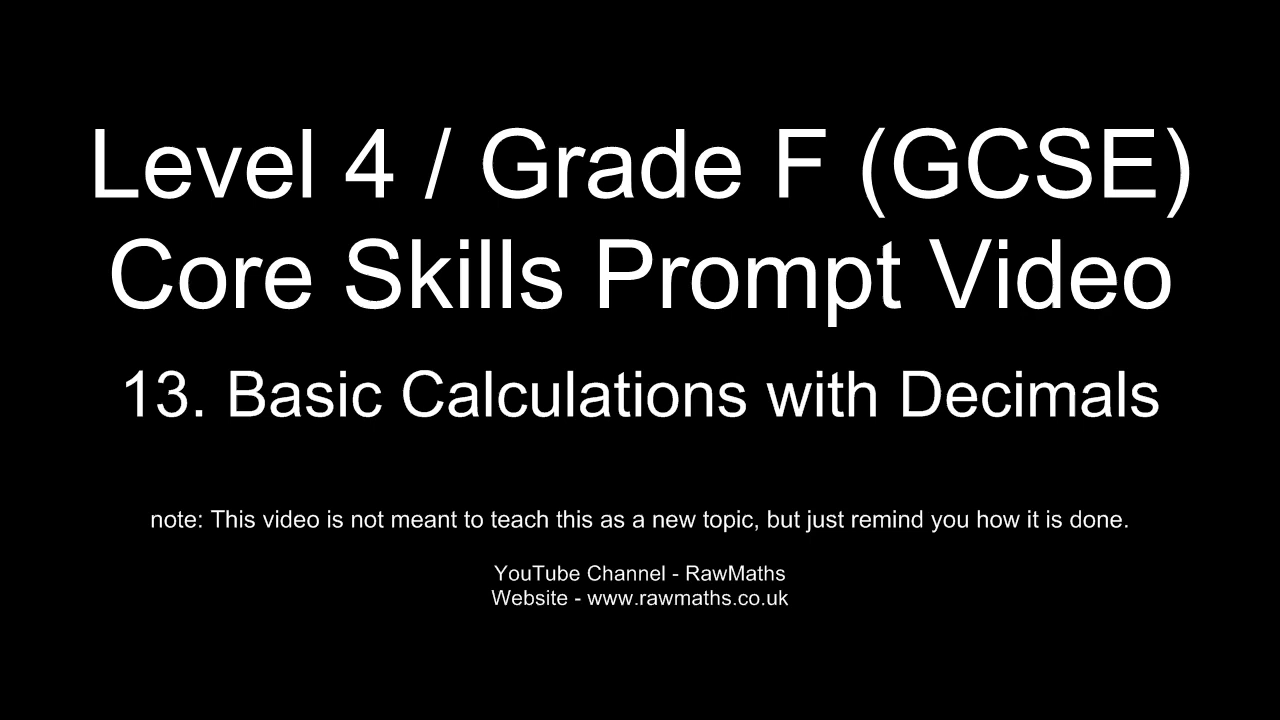 Level 4 / Grade F (GCSE)
Core Skills Prompt Video
13. Basic Calculations with Decimals
note: This video is not meant to teach this as a new topic, but just remind you how it is done.
YouTube Channel - RawMaths
Website - www.rawmaths.co.uk